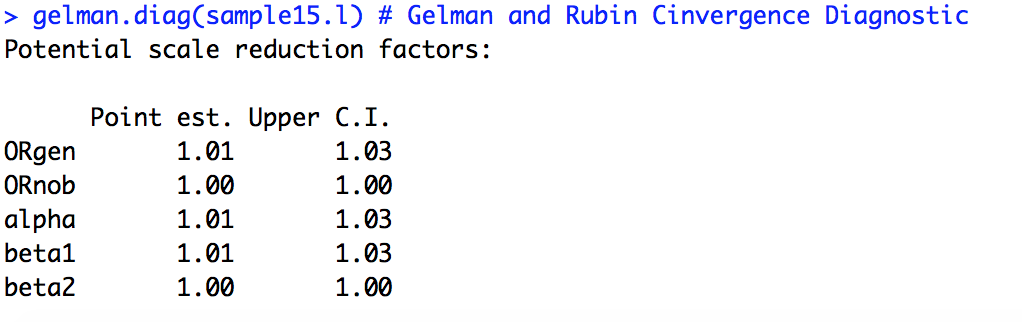 > gelman.diag(sample15.l) # Gelman and Rubin Cinvergence Diagnostic
Potential scale reduction factors:
Point est. Upper C.I.
ORgen 1.01 1.03
ORnob 1.00 1.00
alpha 1.01 1.03
beta1 1.01 1.03
beta2 1.00 1.00